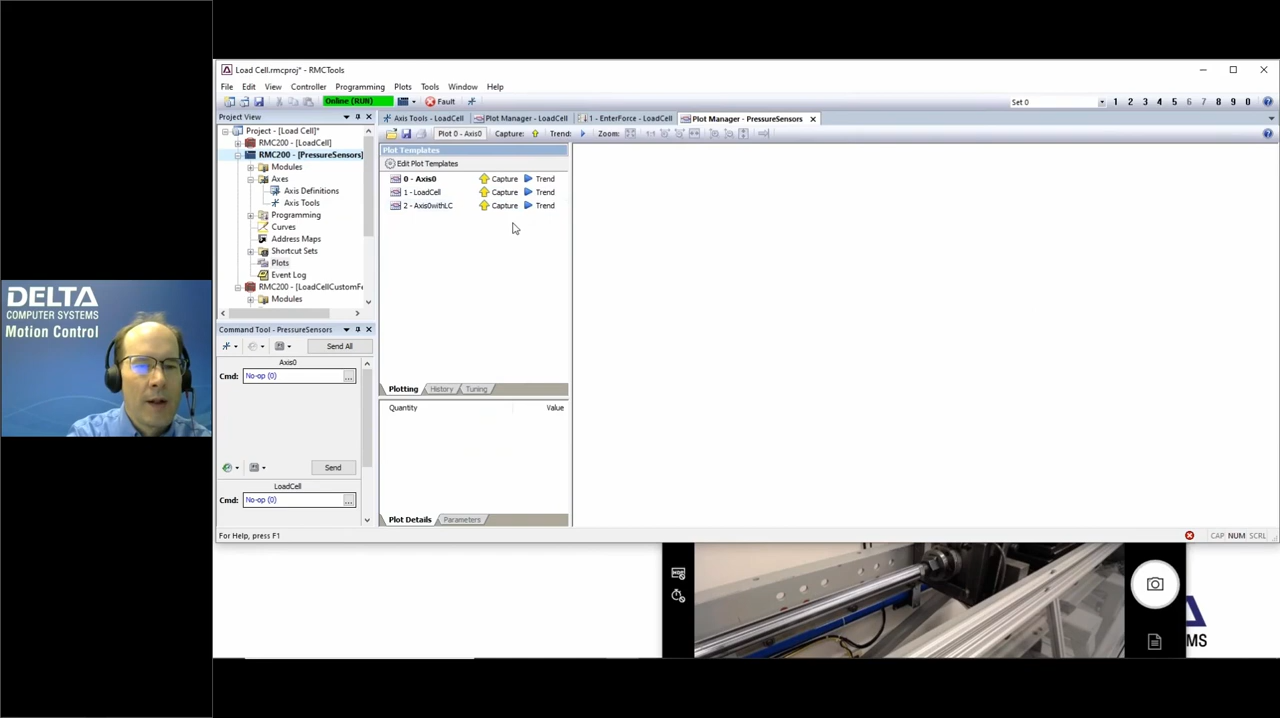 Load Cell.rmcproj* - RMCTools
File Edit View Controller Programming Plots Tools Window Help
Online (RUN) Fault Set 0 1 2 3 4 5 6 7 8 9 0
Project View
Project - [Load Cell]*
RMC200 - [LoadCell]
RMC200 - [PressureSensors]
Modules
Axes
Axis Definitions
Axis Tools
Programming
Curves
Address Maps
Shortcut Sets
Plots
Event Log
RMC200 - [LoadCellCustomFe
Modules
Axis Tools - LoadCell Plot Manager - LoadCell 1 - EnterForce - LoadCell Plot Manager - PressureSensors
Plot 0 - Axis0 Capture: Trend: Zoom:
Plot Templates
Edit Plot Templates
0 - Axis0 Capture Trend
1 - LoadCell Capture Trend
2 - Axis0withLC Capture Trend
Plotting History Tuning
Quantity Value
Plot Details Parameters
Command Tool - PressureSensors
Send All
Axis0
Cmd: No-op (0) ...
Send
LoadCell
Cmd: No-op (0) ...
For Help, press F1
CAP NUM SCRL
DELTA
COMPUTER SYSTEMS
Motion Control
MS